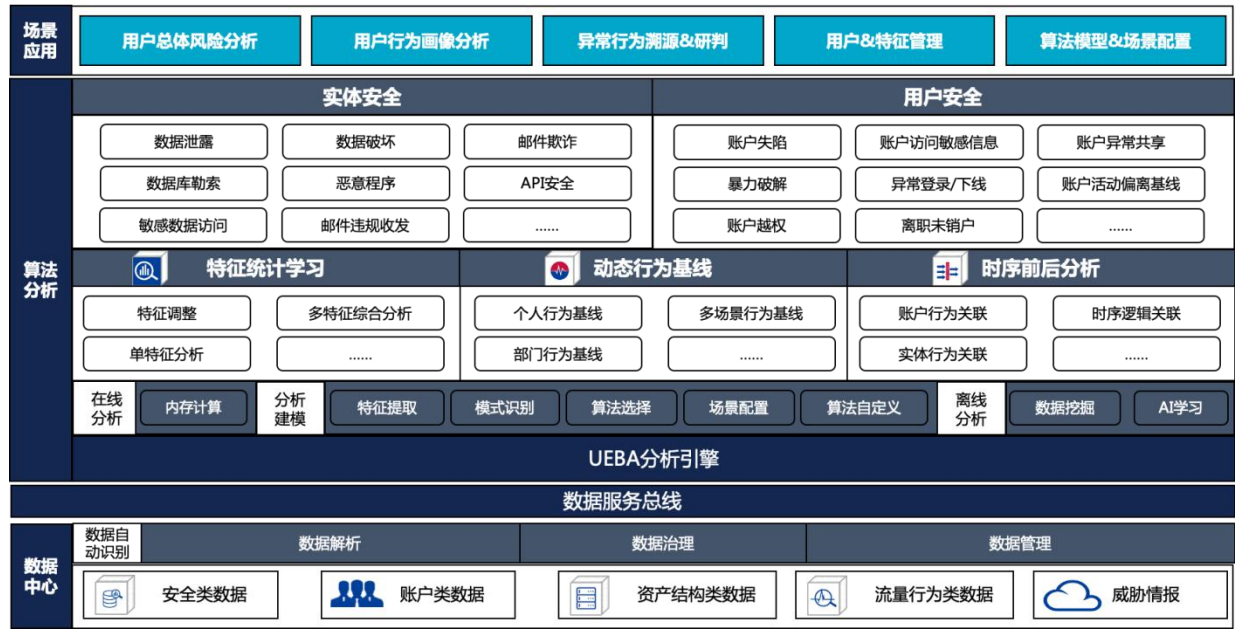 场景
应用
用户总体风险分析
用户行为画像分析
异常行为溯源&研判
用户&特征管理
算法模型&场景配置
算法
分析
实体安全
用户安全
数据泄露
数据破坏
邮件欺诈
账户失陷
账户访问敏感信息
账户异常共享
数据库勒索
恶意程序
API安全
暴力破解
异常登录/下线
账户活动偏离基线
敏感数据访问
邮件违规收发
......
账户越权
离职未销户
......
特征统计学习
动态行为基线
时序前后分析
特征调整
多特征综合分析
个人行为基线
多场景行为基线
账户行为关联
时序逻辑关联
单特征分析
......
部门行为基线
......
实体行为关联
......
在线
分析
内存计算
分析
建模
特征提取
模式识别
算法选择
场景配置
算法自定义
离线
分析
数据挖掘
AI学习
UEBA分析引擎
数据服务总线
数据
中心
数据自
动识别
数据解析
数据治理
数据管理
安全类数据
账户类数据
资产结构类数据
流量行为类数据
威胁情报